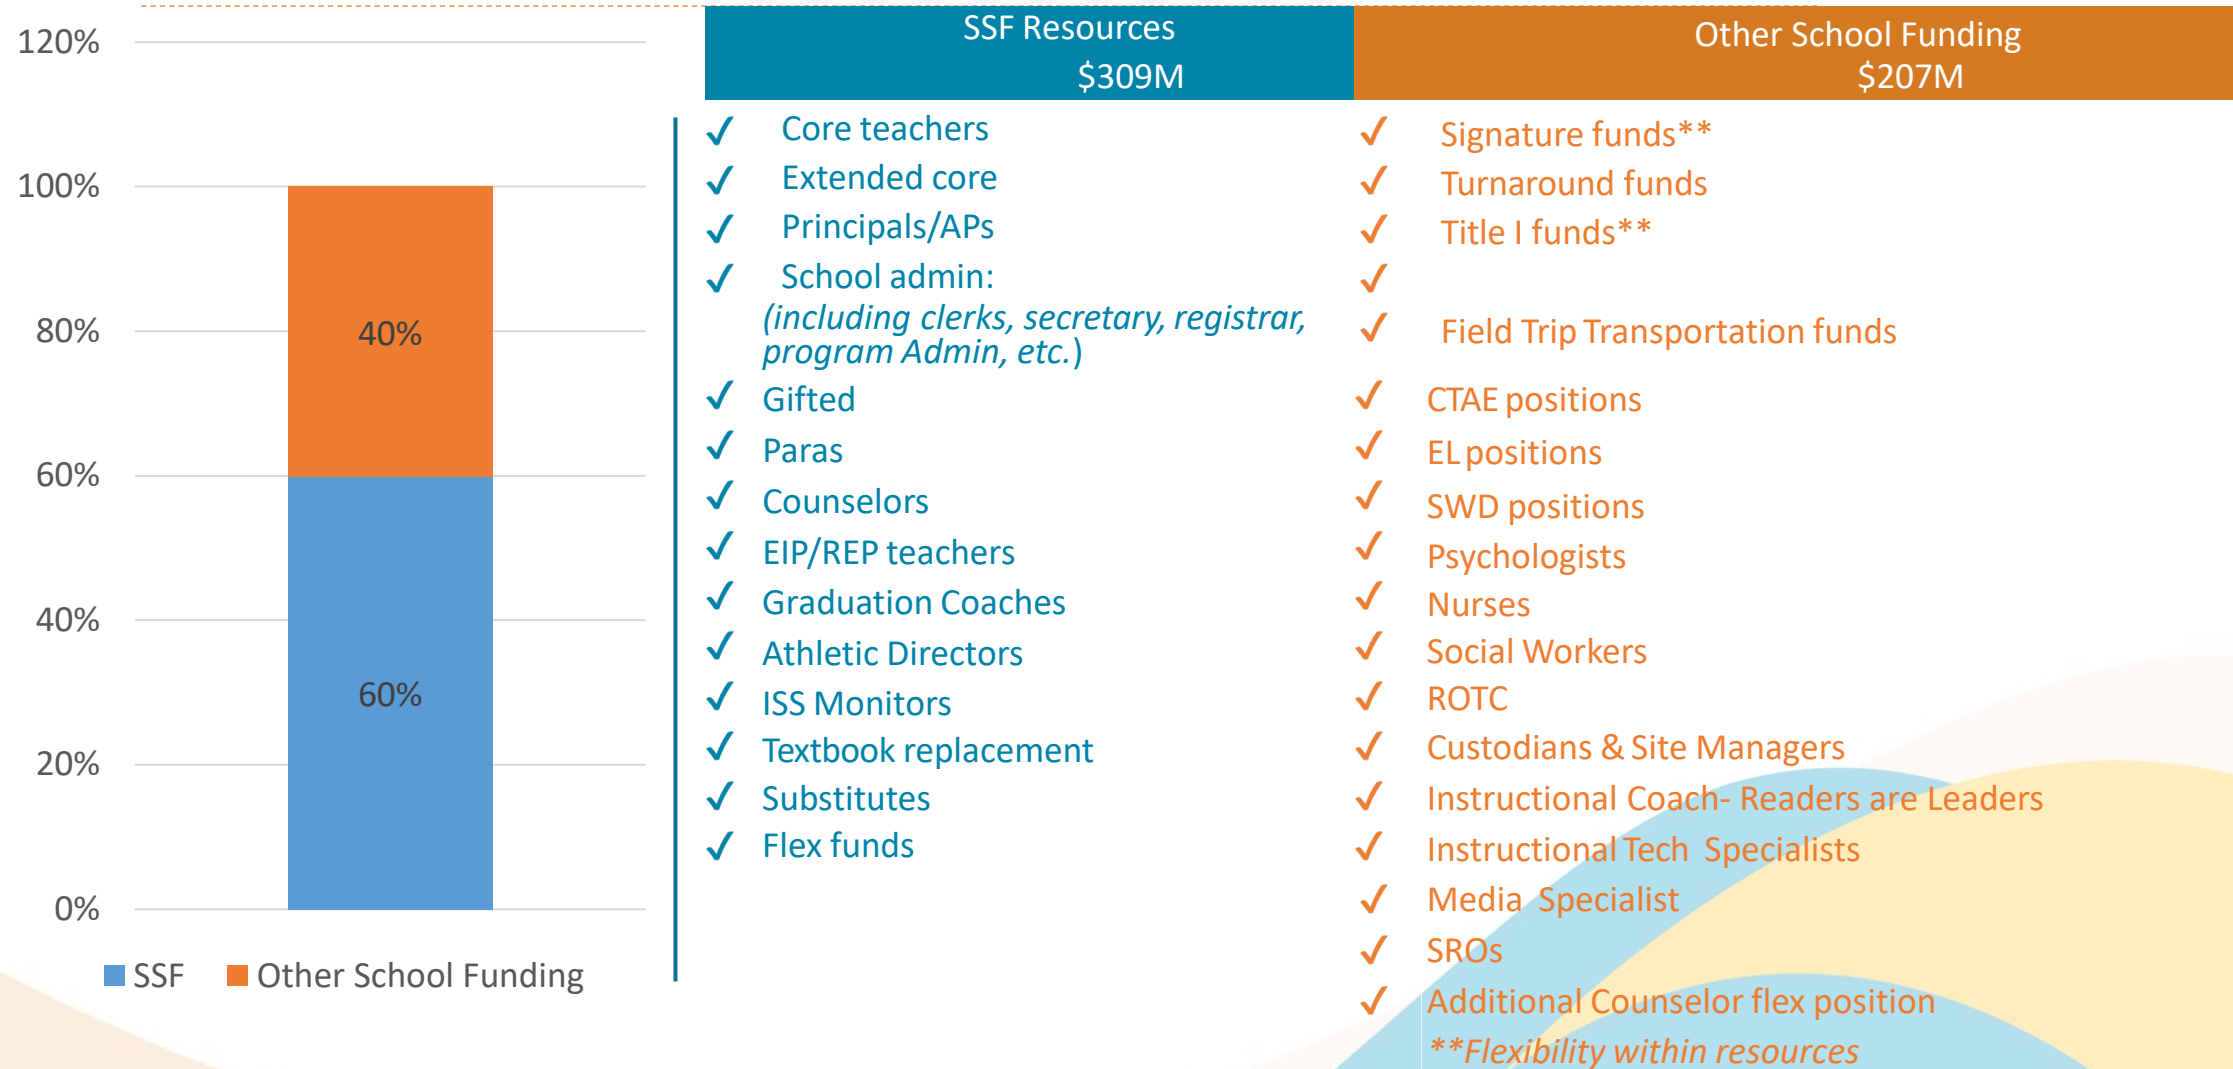 120%
100%
80%
60%
40%
20%
0%
40%
60%
SSF
Other School Funding
SSF Resources
$309M
✓ Core teachers
✓ Extended core
✓ Principals/APs
✓ School admin:
(including clerks, secretary, registrar,
program Admin, etc.)
✓ Gifted
✓ Paras
✓ Counselors
✓ EIP/REP teachers
✓ Graduation Coaches
✓ Athletic Directors
✓ ISS Monitors
✓ Textbook replacement
✓ Substitutes
✓ Flex funds
Other School Funding
$207M
✓ Signature funds**
✓ Turnaround funds
✓ Title I funds**
✓
✓ Field Trip Transportation funds
✓ CTAE positions
✓ EL positions
✓ SWD positions
✓ Psychologists
✓ Nurses
✓ Social Workers
✓ ROTC
✓ Custodians & Site Managers
✓ Instructional Coach- Readers are Leaders
✓ Instructional Tech Specialists
✓ Media Specialist
✓ SROs
✓ Additional Counselor flex position
**Flexibility within resources